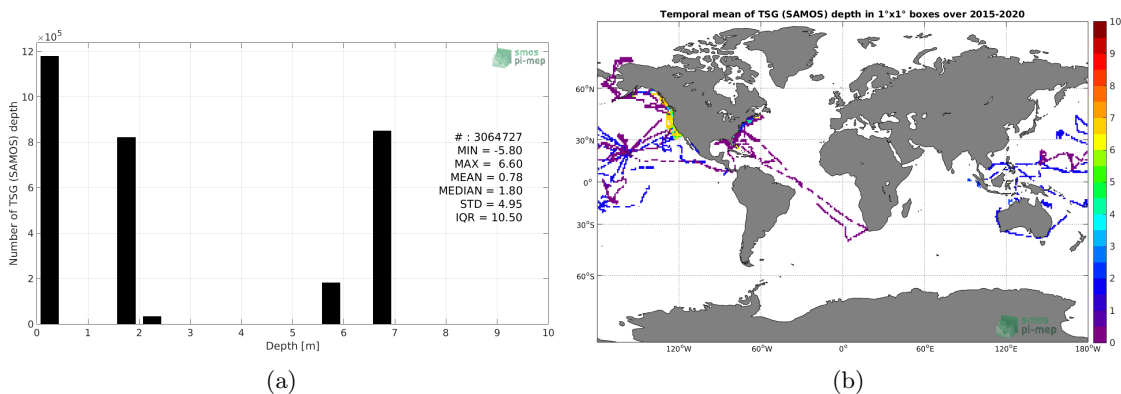 ×10⁵
12
10
8
6
4
2
0
0 1 2 3 4 5 6 7 8 9 10
Number of TSG (SAMOS) depth
Depth [m]
smos
pi-mep
# : 3064727
MIN = -5.80
MAX = 6.60
MEAN = 0.78
MEDIAN = 1.80
STD = 4.95
IQR = 10.50
(a)
Temporal mean of TSG (SAMOS) depth in 1°x1° boxes over 2015-2020
60°N
30°N
0°
30°S
60°S
120°W 60°W 0° 60°E 120°E 180°W
smos
pi-mep
10
9
8
7
6
5
4
3
2
1
0
(b)